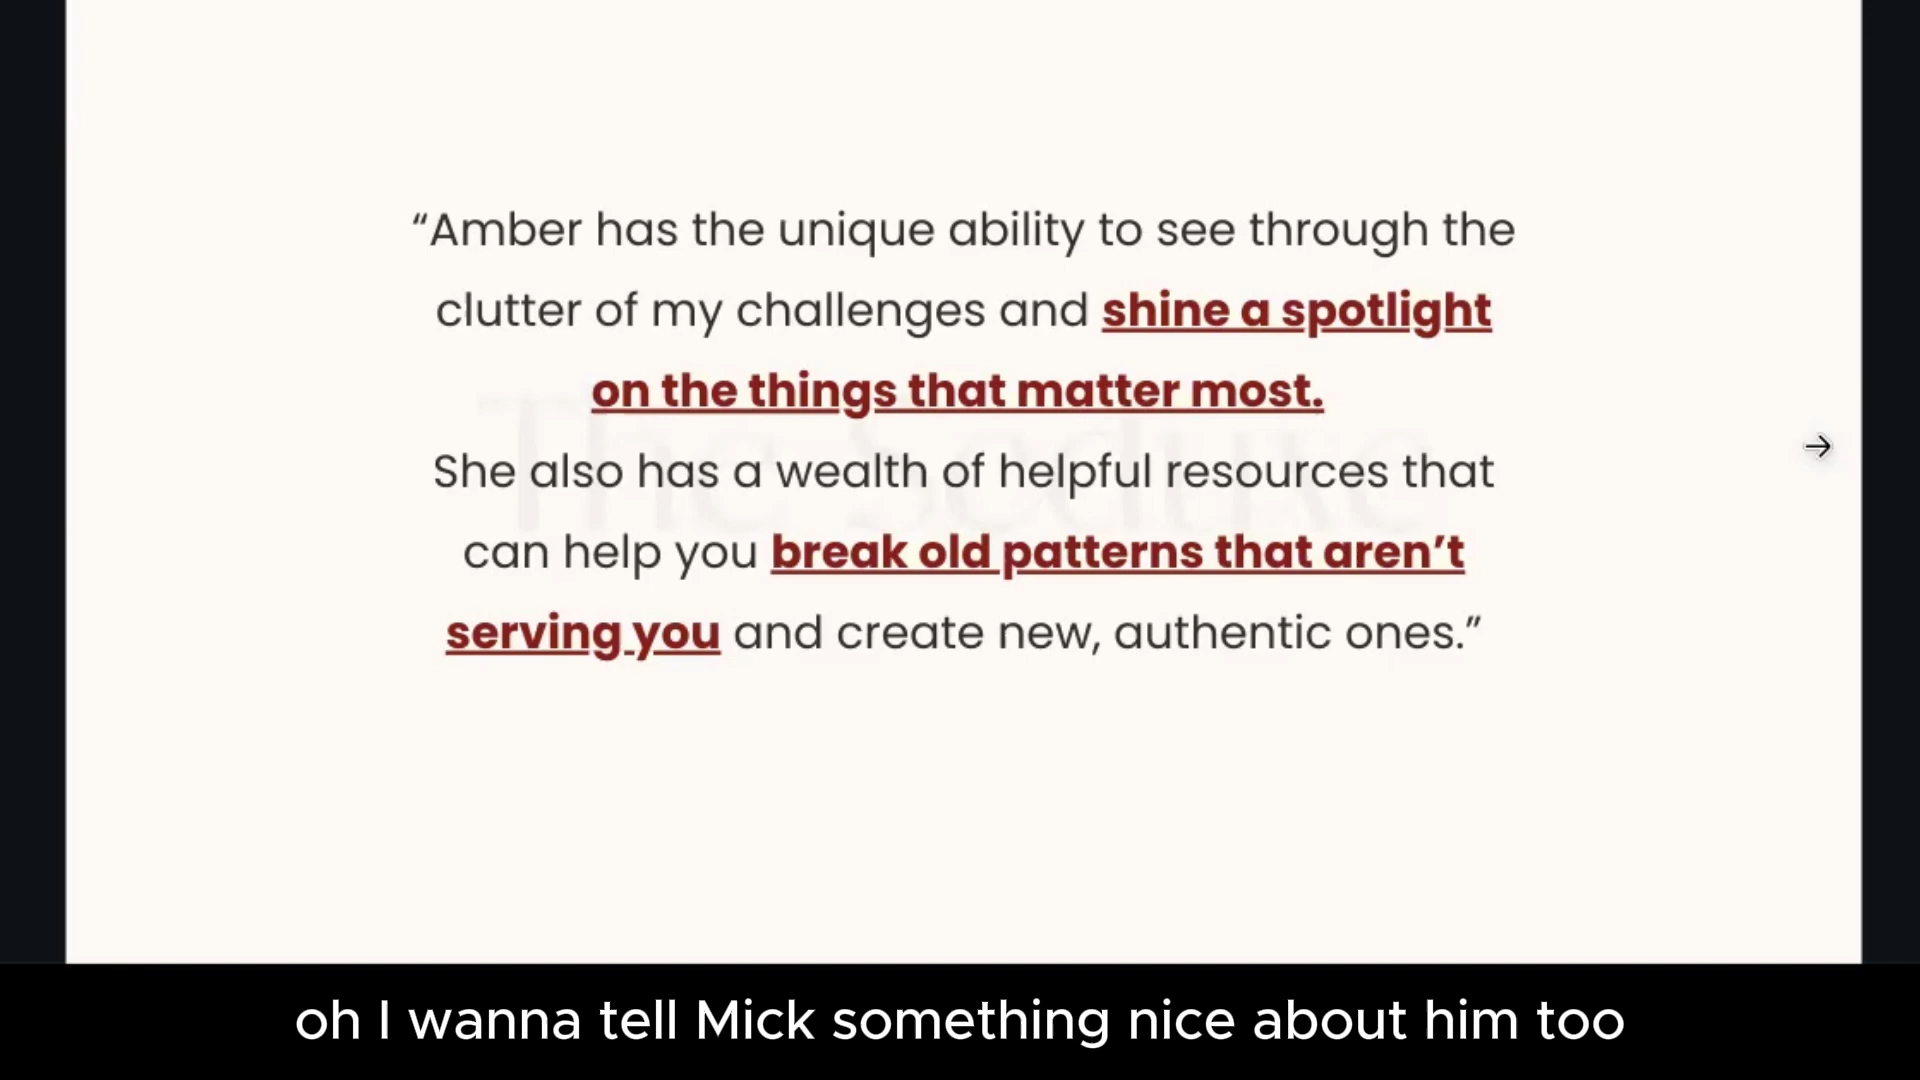 “Amber has the unique ability to see through the
clutter of my challenges and shine a spotlight
on the things that matter most.
She also has a wealth of helpful resources that
can help you break old patterns that aren’t
serving you and create new, authentic ones.”
oh I wanna tell Mick something nice about him too